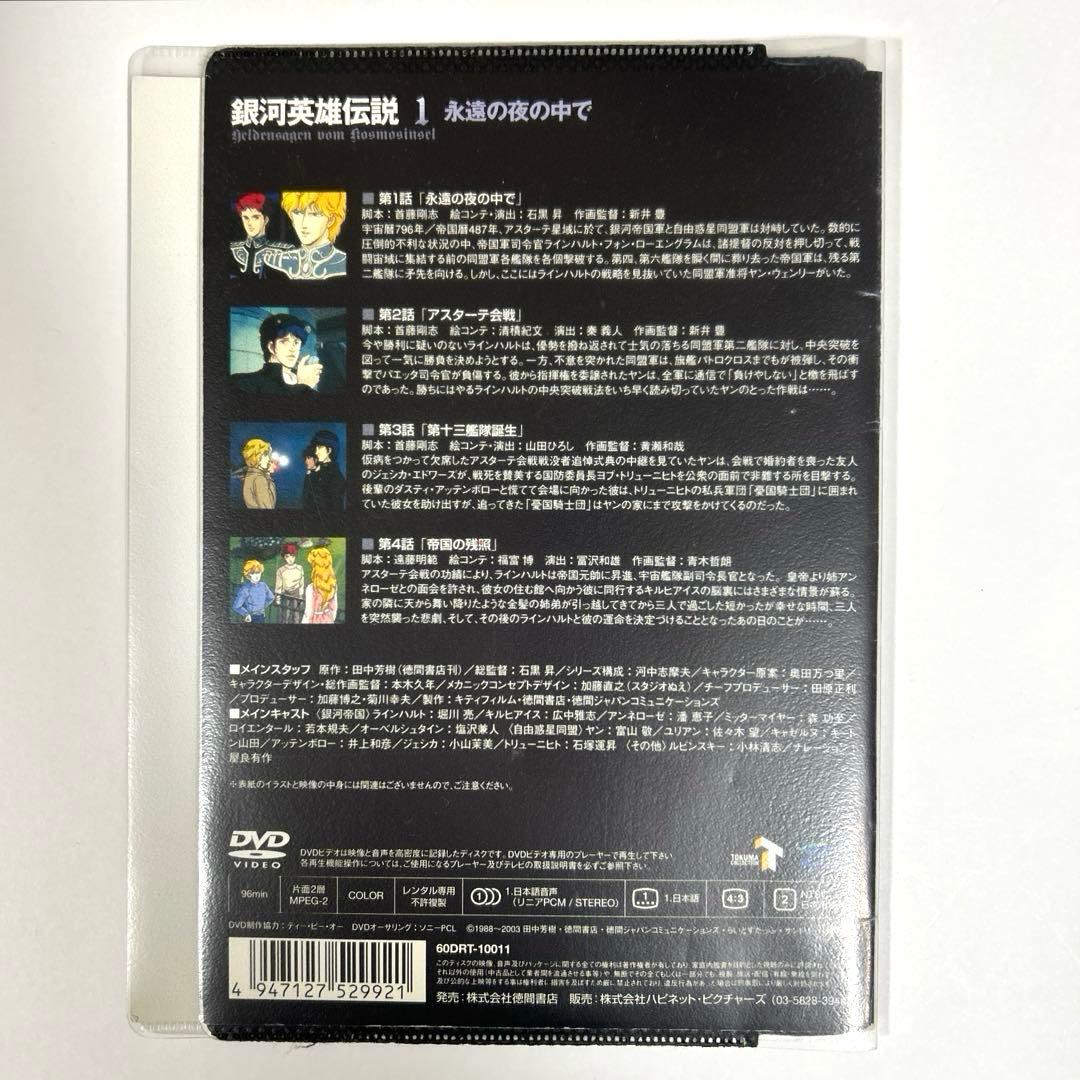 銀河英雄伝説 1 永遠の夜の中で
Heldensagen vom Kosmosinsel
■ 第1話「永遠の夜の中で」
脚本：首藤剛志 絵コンテ・演出：石黒 昇 作画監督：新井 豊
宇宙暦796年／帝国暦487年、アスターテ星域に於て、銀河帝国軍と自由惑星同盟軍は対峙していた。数的に
圧倒的不利な状況の中、帝国軍司令官ラインハルト・フォン・ローエングラムは、諸提督の反対を押し切って、戦
闘宙域に集結する前の同盟軍各艦隊を各個撃破する。第四、第六艦隊を瞬く間に葬り去った帝国軍は、残る第
二艦隊に矛先を向ける。しかし、ここにはラインハルトの戦略を見抜いていた同盟軍准将ヤン・ウェンリーがいた。
■ 第2話「アスターテ会戦」
脚本：首藤剛志 絵コンテ：清積紀文 演出：秦 義人 作画監督：新井 豊
今や勝利に疑いのないラインハルトは、優勢を撥ね返されて士気の落ちる同盟軍第二艦隊に対し、中央突破を
図って一気に勝負を決めようとする。一方、不意を突かれた同盟軍は、旗艦パトロクロスまでもが被弾し、その衝
撃でパエッタ司令官が負傷する。彼から指揮権を委譲されたヤンは、全軍に通信で「負けやしない」と檄を飛ばす
のであった。勝ちにはやるラインハルトの中央突破戦法をいち早く読み切っていたヤンのとった作戦は……。
■ 第3話「第十三艦隊誕生」
脚本：首藤剛志 絵コンテ・演出：山田ひろし 作画監督：黄瀬和哉
仮病をつかって欠席したアスターテ会戦戦没者追悼式典の中継を見ていたヤンは、会戦で婚約者を喪った友人
のジェシカ・エドワーズが、戦死を賛美する国防委員長ヨブ・トリューニヒトを公衆の面前で非難する所を目撃する。
後輩のダスティ・アッテンボローと慌てて会場に向かった彼は、トリューニヒトの私兵軍団「憂国騎士団」に囲まれ
ていた彼女を助け出すが、追ってきた「憂国騎士団」はヤンの家にまで攻撃をかけてくるのだった。
■ 第4話「帝国の残照」
脚本：遠藤明範 絵コンテ：福富 博 演出：冨沢和雄 作画監督：青木哲朗
アスターテ会戦の功績により、ラインハルトは帝国元帥に昇進、宇宙艦隊副司令長官となった。 皇帝より姉アン
ネローゼとの面会を許され、彼女の住む館へ向かう彼に同行するキルヒアイスの脳裏にはさまざまな情景が蘇る。
家の隣に天から舞い降りたような金髪の姉弟が引っ越してきてから三人で過ごした短かったが幸せな時間、三人
を突然襲った悲劇、そして、その後のラインハルトと彼の運命を決定づけることとなったあの日のことが……。
■メインスタッフ 原作：田中芳樹（徳間書店刊）／総監督：石黒 昇／シリーズ構成：河中志摩夫／キャラクター原案：奥田万つ里／
キャラクターデザイン・総作画監督：本木久年／メカニックコンセプトデザイン：加藤直之（スタジオぬえ）／チーフプロデューサー：田原正利
／プロデューサー：加藤博之・菊川幸夫／製作：キティフィルム・徳間書店・徳間ジャパンコミュニケーションズ
■メインキャスト 〈銀河帝国〉ラインハルト：堀川 亮／キルヒアイス：広中雅志／アンネローゼ：潘 恵子／ミッターマイヤー：森 功至／
ロイエンタール：若本規夫／オーベルシュタイン：塩沢兼人 〈自由惑星同盟〉ヤン：富山 敬／ユリアン：佐々木 望／キャゼルヌ：キート
ン山田／アッテンボロー：井上和彦／ジェシカ：小山茉美／トリューニヒト：石塚運昇 〈その他〉ルビンスキー：小林清志／ナレーション：
屋良有作
※表紙のイラストと映像の中身には関連はございませんので、ご注意ください。
DVD
VIDEO
DVDビデオは映像と音声を高密度に記録したディスクです。DVDビデオ専用のプレーヤーで再生して下さい
各再生機能操作については、ご使用になるプレーヤー及びテレビの取扱説明書を必ずご参照下さい
TOKUMA
COLLECTION
96min
片面2層
MPEG-2
COLOR
レンタル専用
不許複製
1.日本語音声
（リニアPCM / STEREO）
1
1.日本語
4:3
2
DVD制作協力：ティー・ピー・オー DVDオーサリング：ソニーPCL ©1988〜2003 田中芳樹・徳間書店・徳間ジャパンコミュニケーションズ・らいとすたっふ・
60DRT-10011
4 947127 529921
発売：株式会社徳間書店 販売：株式会社ハピネット・ピクチャーズ